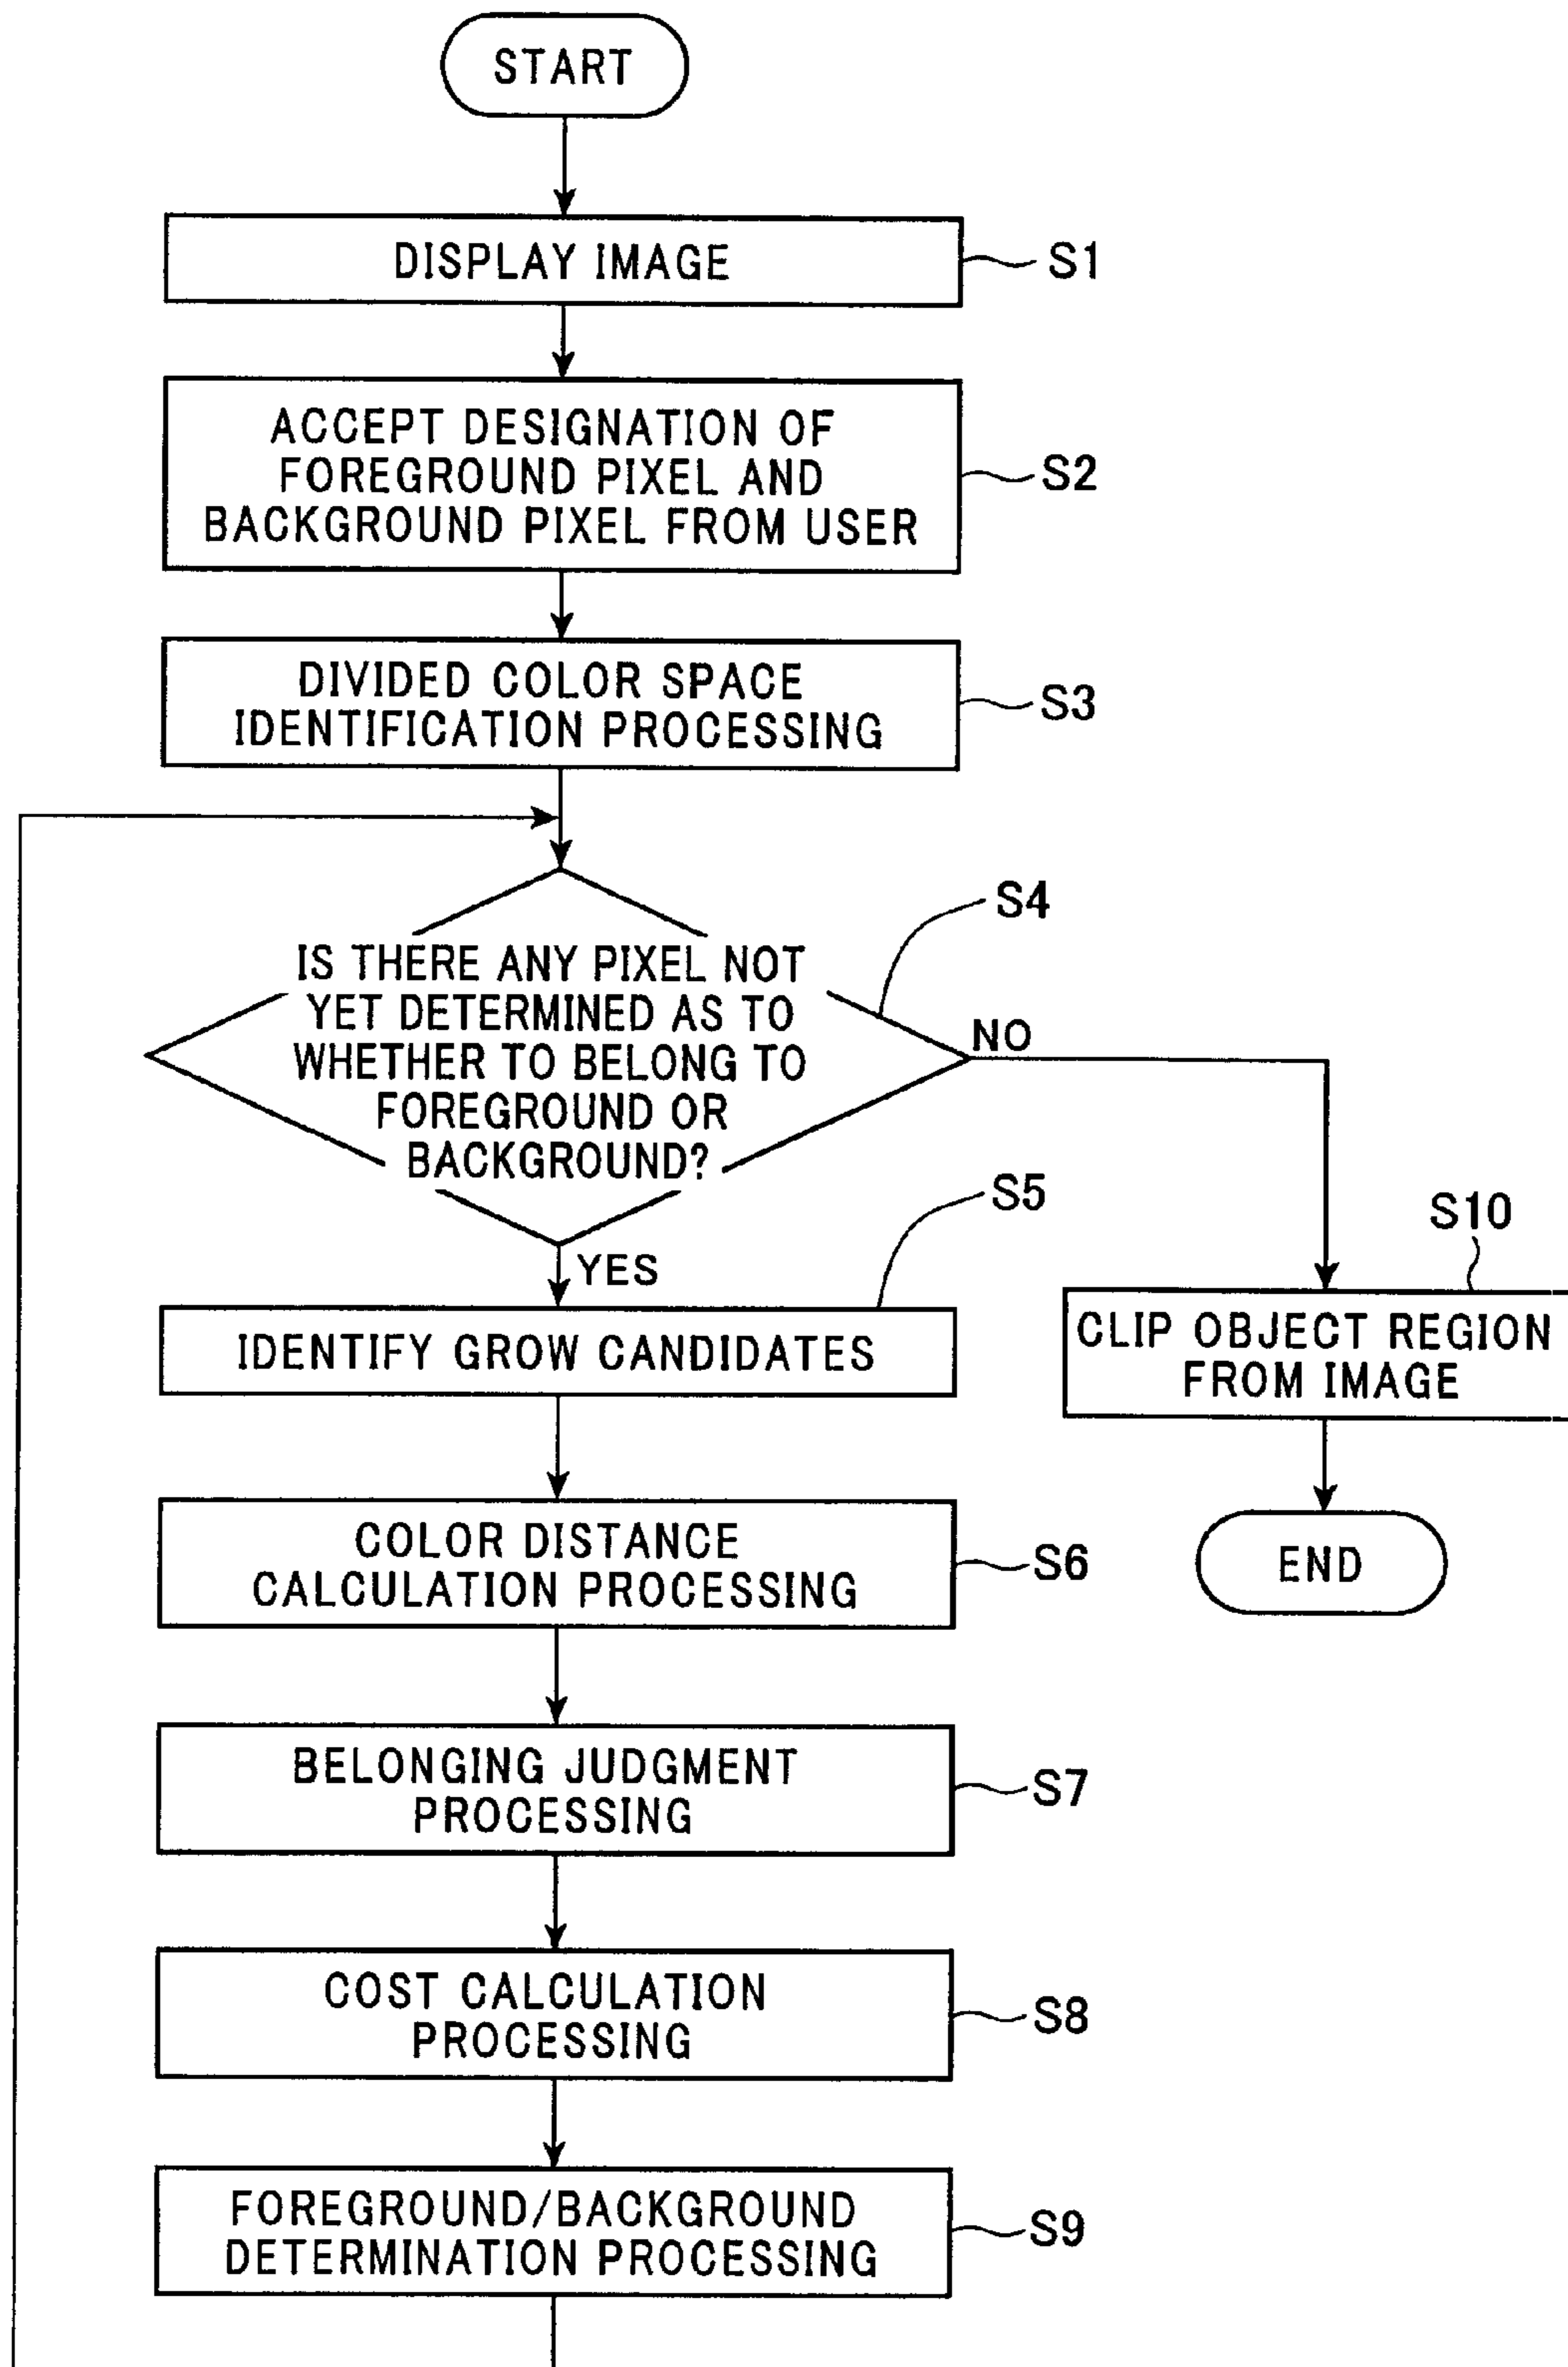 START
DISPLAY IMAGE
S1
ACCEPT DESIGNATION OF
FOREGROUND PIXEL AND
BACKGROUND PIXEL FROM USER
S2
DIVIDED COLOR SPACE
IDENTIFICATION PROCESSING
S3
S4
IS THERE ANY PIXEL NOT
YET DETERMINED AS TO
WHETHER TO BELONG TO
FOREGROUND OR
BACKGROUND?
NO
YES
S5
IDENTIFY GROW CANDIDATES
S10
CLIP OBJECT REGION
FROM IMAGE
END
COLOR DISTANCE
CALCULATION PROCESSING
S6
BELONGING JUDGMENT
PROCESSING
S7
COST CALCULATION
PROCESSING
S8
FOREGROUND/BACKGROUND
DETERMINATION PROCESSING
S9